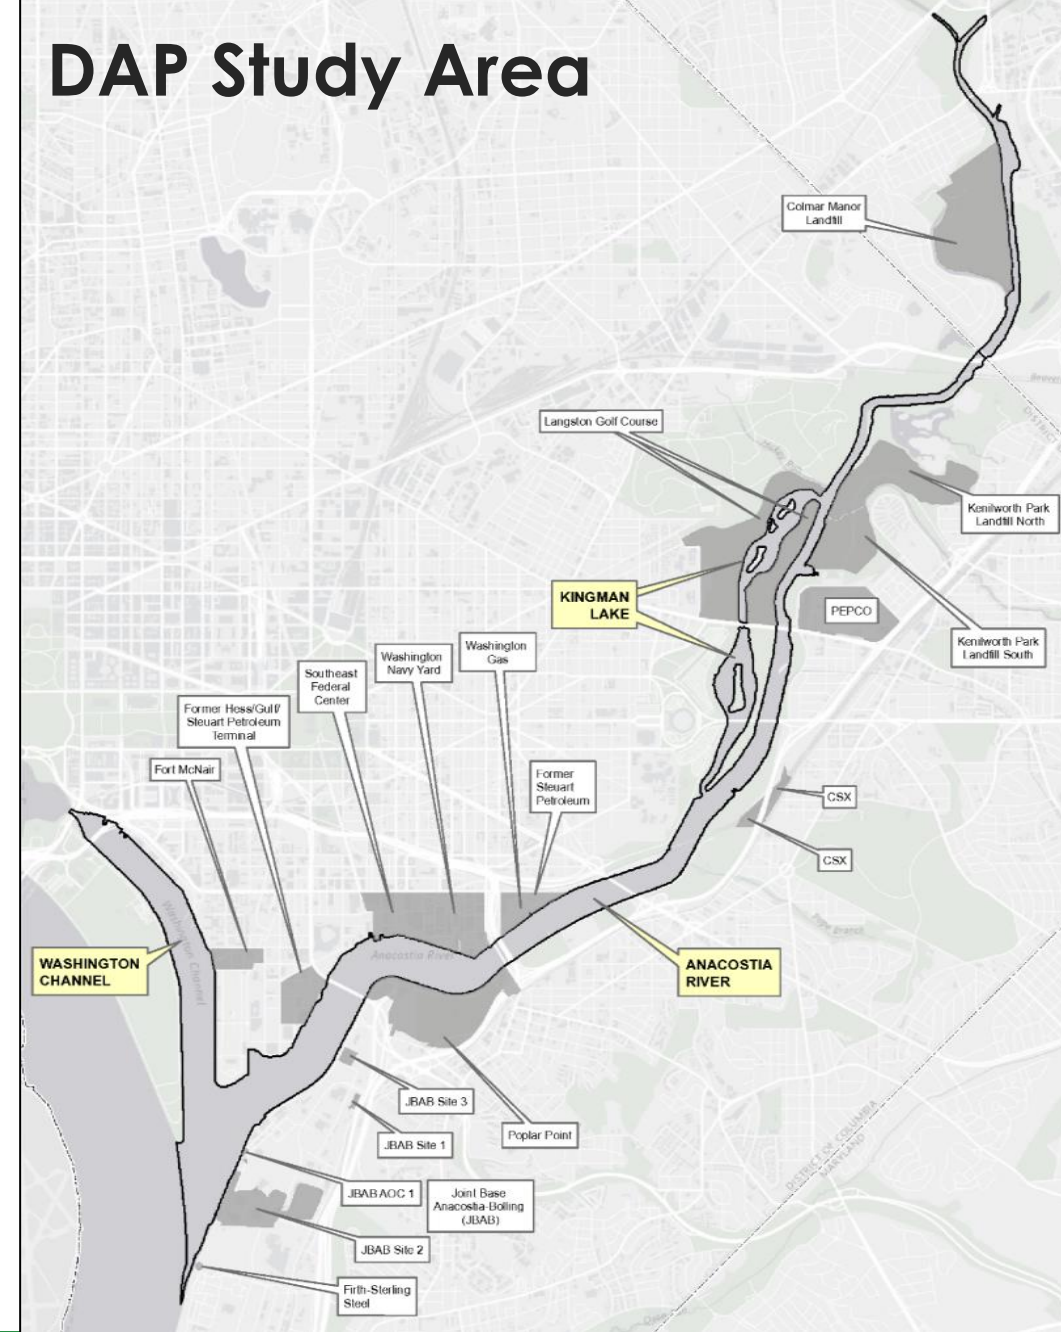 DAP Study Area
Colmar Manor
Landfill
Langston Golf Course
Kenilworth Park
Landfill North
KINGMAN
LAKE
PEPCO
Kenilworth Park
Landfill South
Washington
Gas
Washington
Navy Yard
Southeast
Federal
Center
Former Hess/Gulf/
Steuart Petroleum
Terminal
Fort McNair
Former
Steuart
Petroleum
CSX
CSX
Washington Channel
Anacostia River
WASHINGTON
CHANNEL
ANACOSTIA
RIVER
JBAB Site 3
JBAB Site 1
Poplar Point
JBAB AOC 1
Joint Base
Anacostia-Bolling
(JBAB)
JBAB Site 2
Firth-Sterling
Steel
DISTRICT OF COLUMBIA
MARYLAND